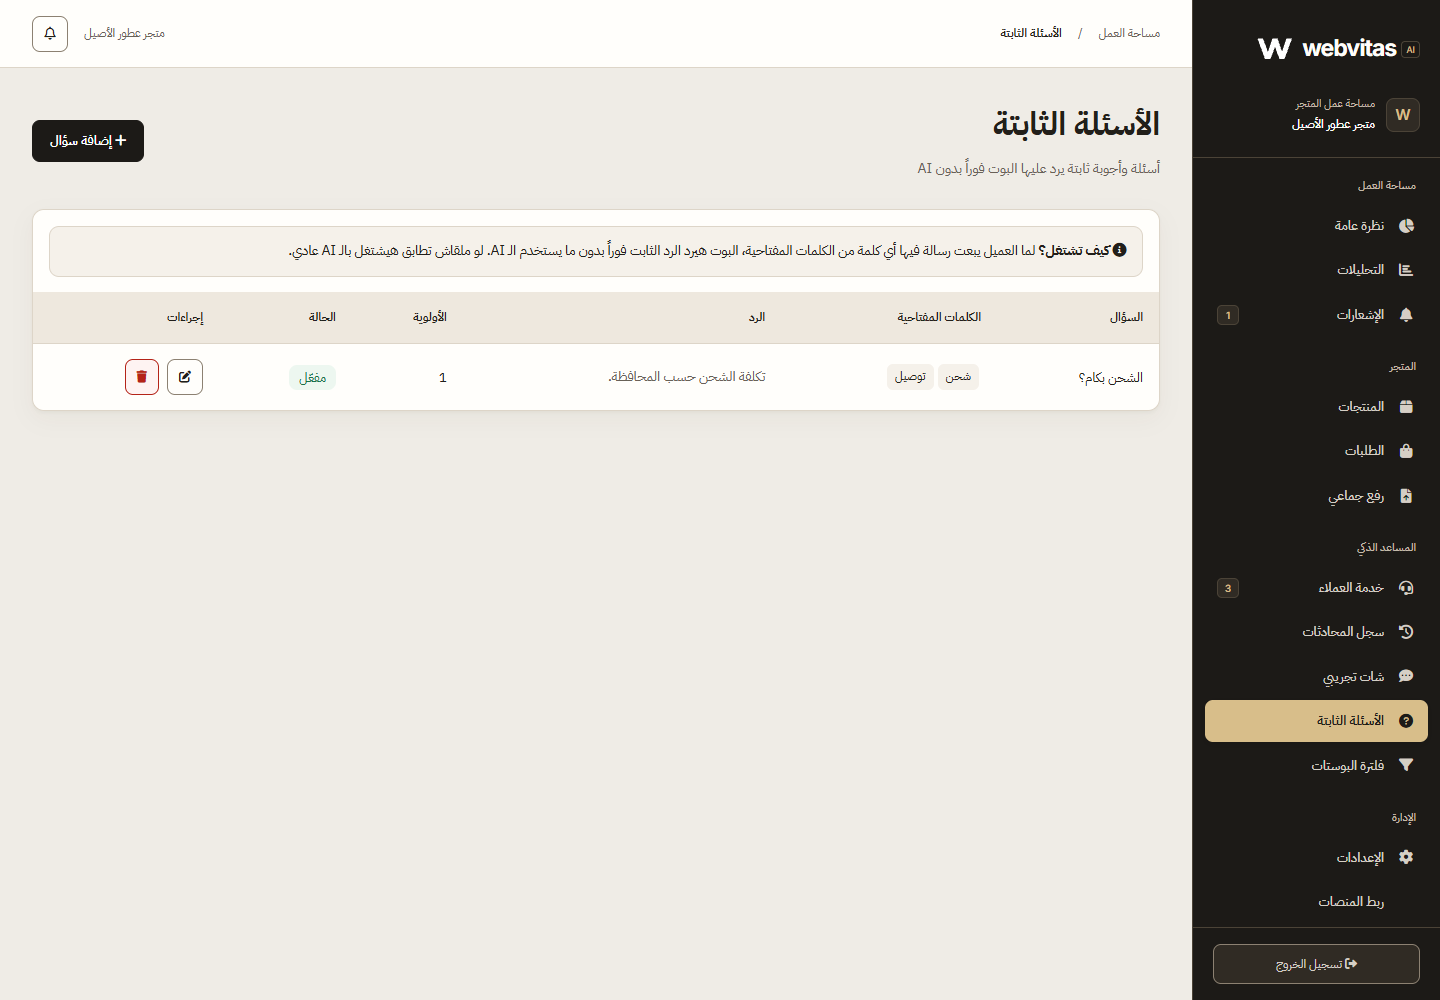 webvitas AI
W
مساحة عمل المتجر
متجر عطور الأصيل
مساحة العمل
نظرة عامة
التحليلات
الإشعارات
1
المتجر
المنتجات
الطلبات
رفع جماعي
المساعد الذكي
خدمة العملاء
3
سجل المحادثات
شات تجريبي
الأسئلة الثابتة
فلترة البوستات
الإدارة
الإعدادات
ربط المنصات
تسجيل الخروج
مساحة العمل / الأسئلة الثابتة
متجر عطور الأصيل
الأسئلة الثابتة
أسئلة وأجوبة ثابتة يرد عليها البوت فوراً بدون AI
+ إضافة سؤال
كيف تشتغل؟ لما العميل يبعت رسالة فيها أي كلمة من الكلمات المفتاحية، البوت هيرد الرد الثابت فوراً بدون ما يستخدم الـ AI. لو ملقاش تطابق هيشتغل بالـ AI عادي.
السؤال الكلمات المفتاحية الرد الأولوية الحالة إجراءات
الشحن بكام؟ شحن توصيل تكلفة الشحن حسب المحافظة. 1 مفعّل